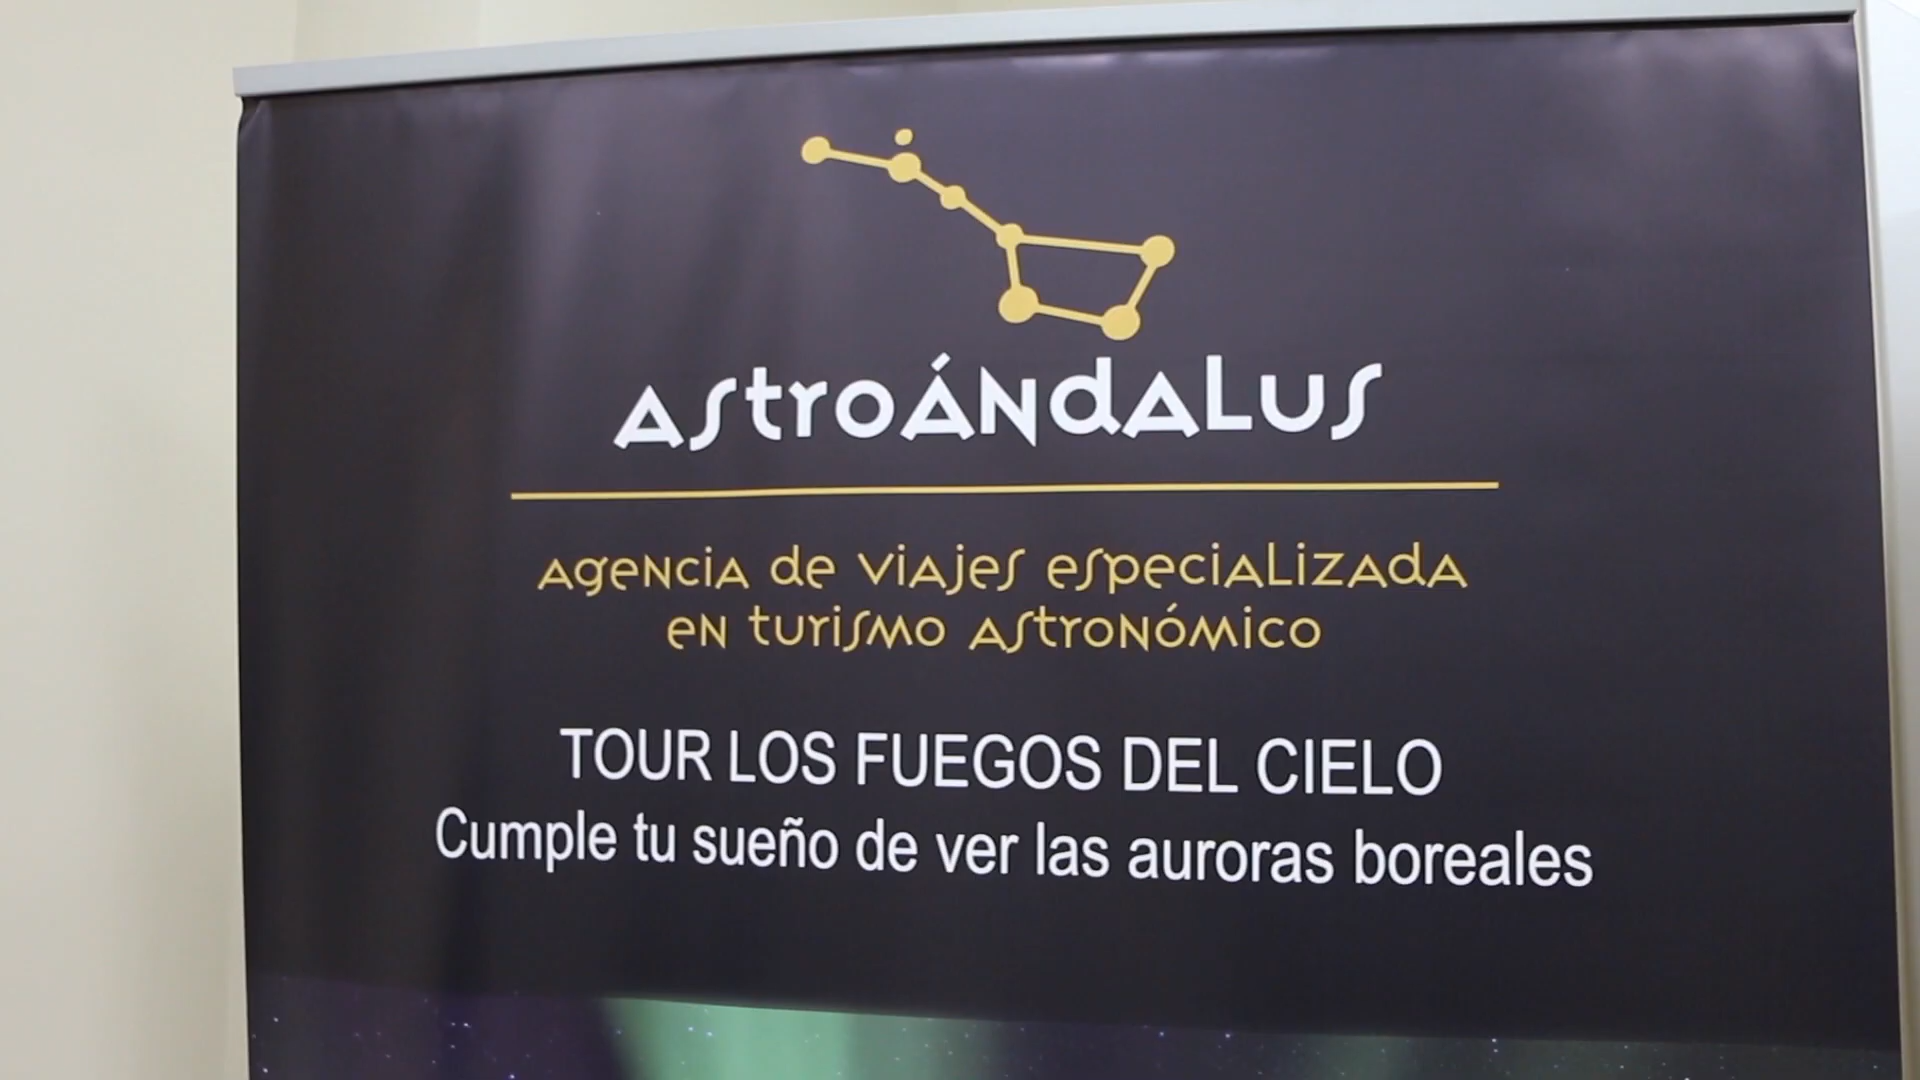 astroándalus
agencia de viajes especializada
en turismo astronómico
TOUR LOS FUEGOS DEL CIELO
Cumple tu sueño de ver las auroras boreales